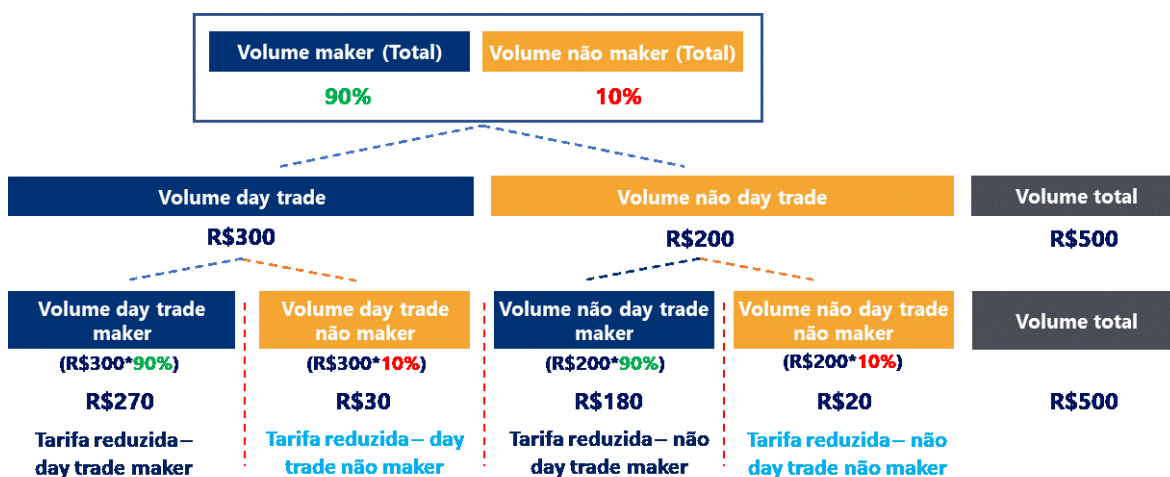 Volume maker (Total)
Volume não maker (Total)
90%
10%
Volume day trade
Volume não day trade
Volume total
R$300
R$200
R$500
Volume day trade
maker
Volume day trade
não maker
Volume não day trade
maker
Volume não day trade
não maker
Volume total
(R$300*90%)
(R$300*10%)
(R$200*90%)
(R$200*10%)
R$270
R$30
R$180
R$20
R$500
Tarifa reduzida–
day trade maker
Tarifa reduzida– day
trade não maker
Tarifa reduzida– não
day trade maker
Tarifa reduzida– não
day trade não maker